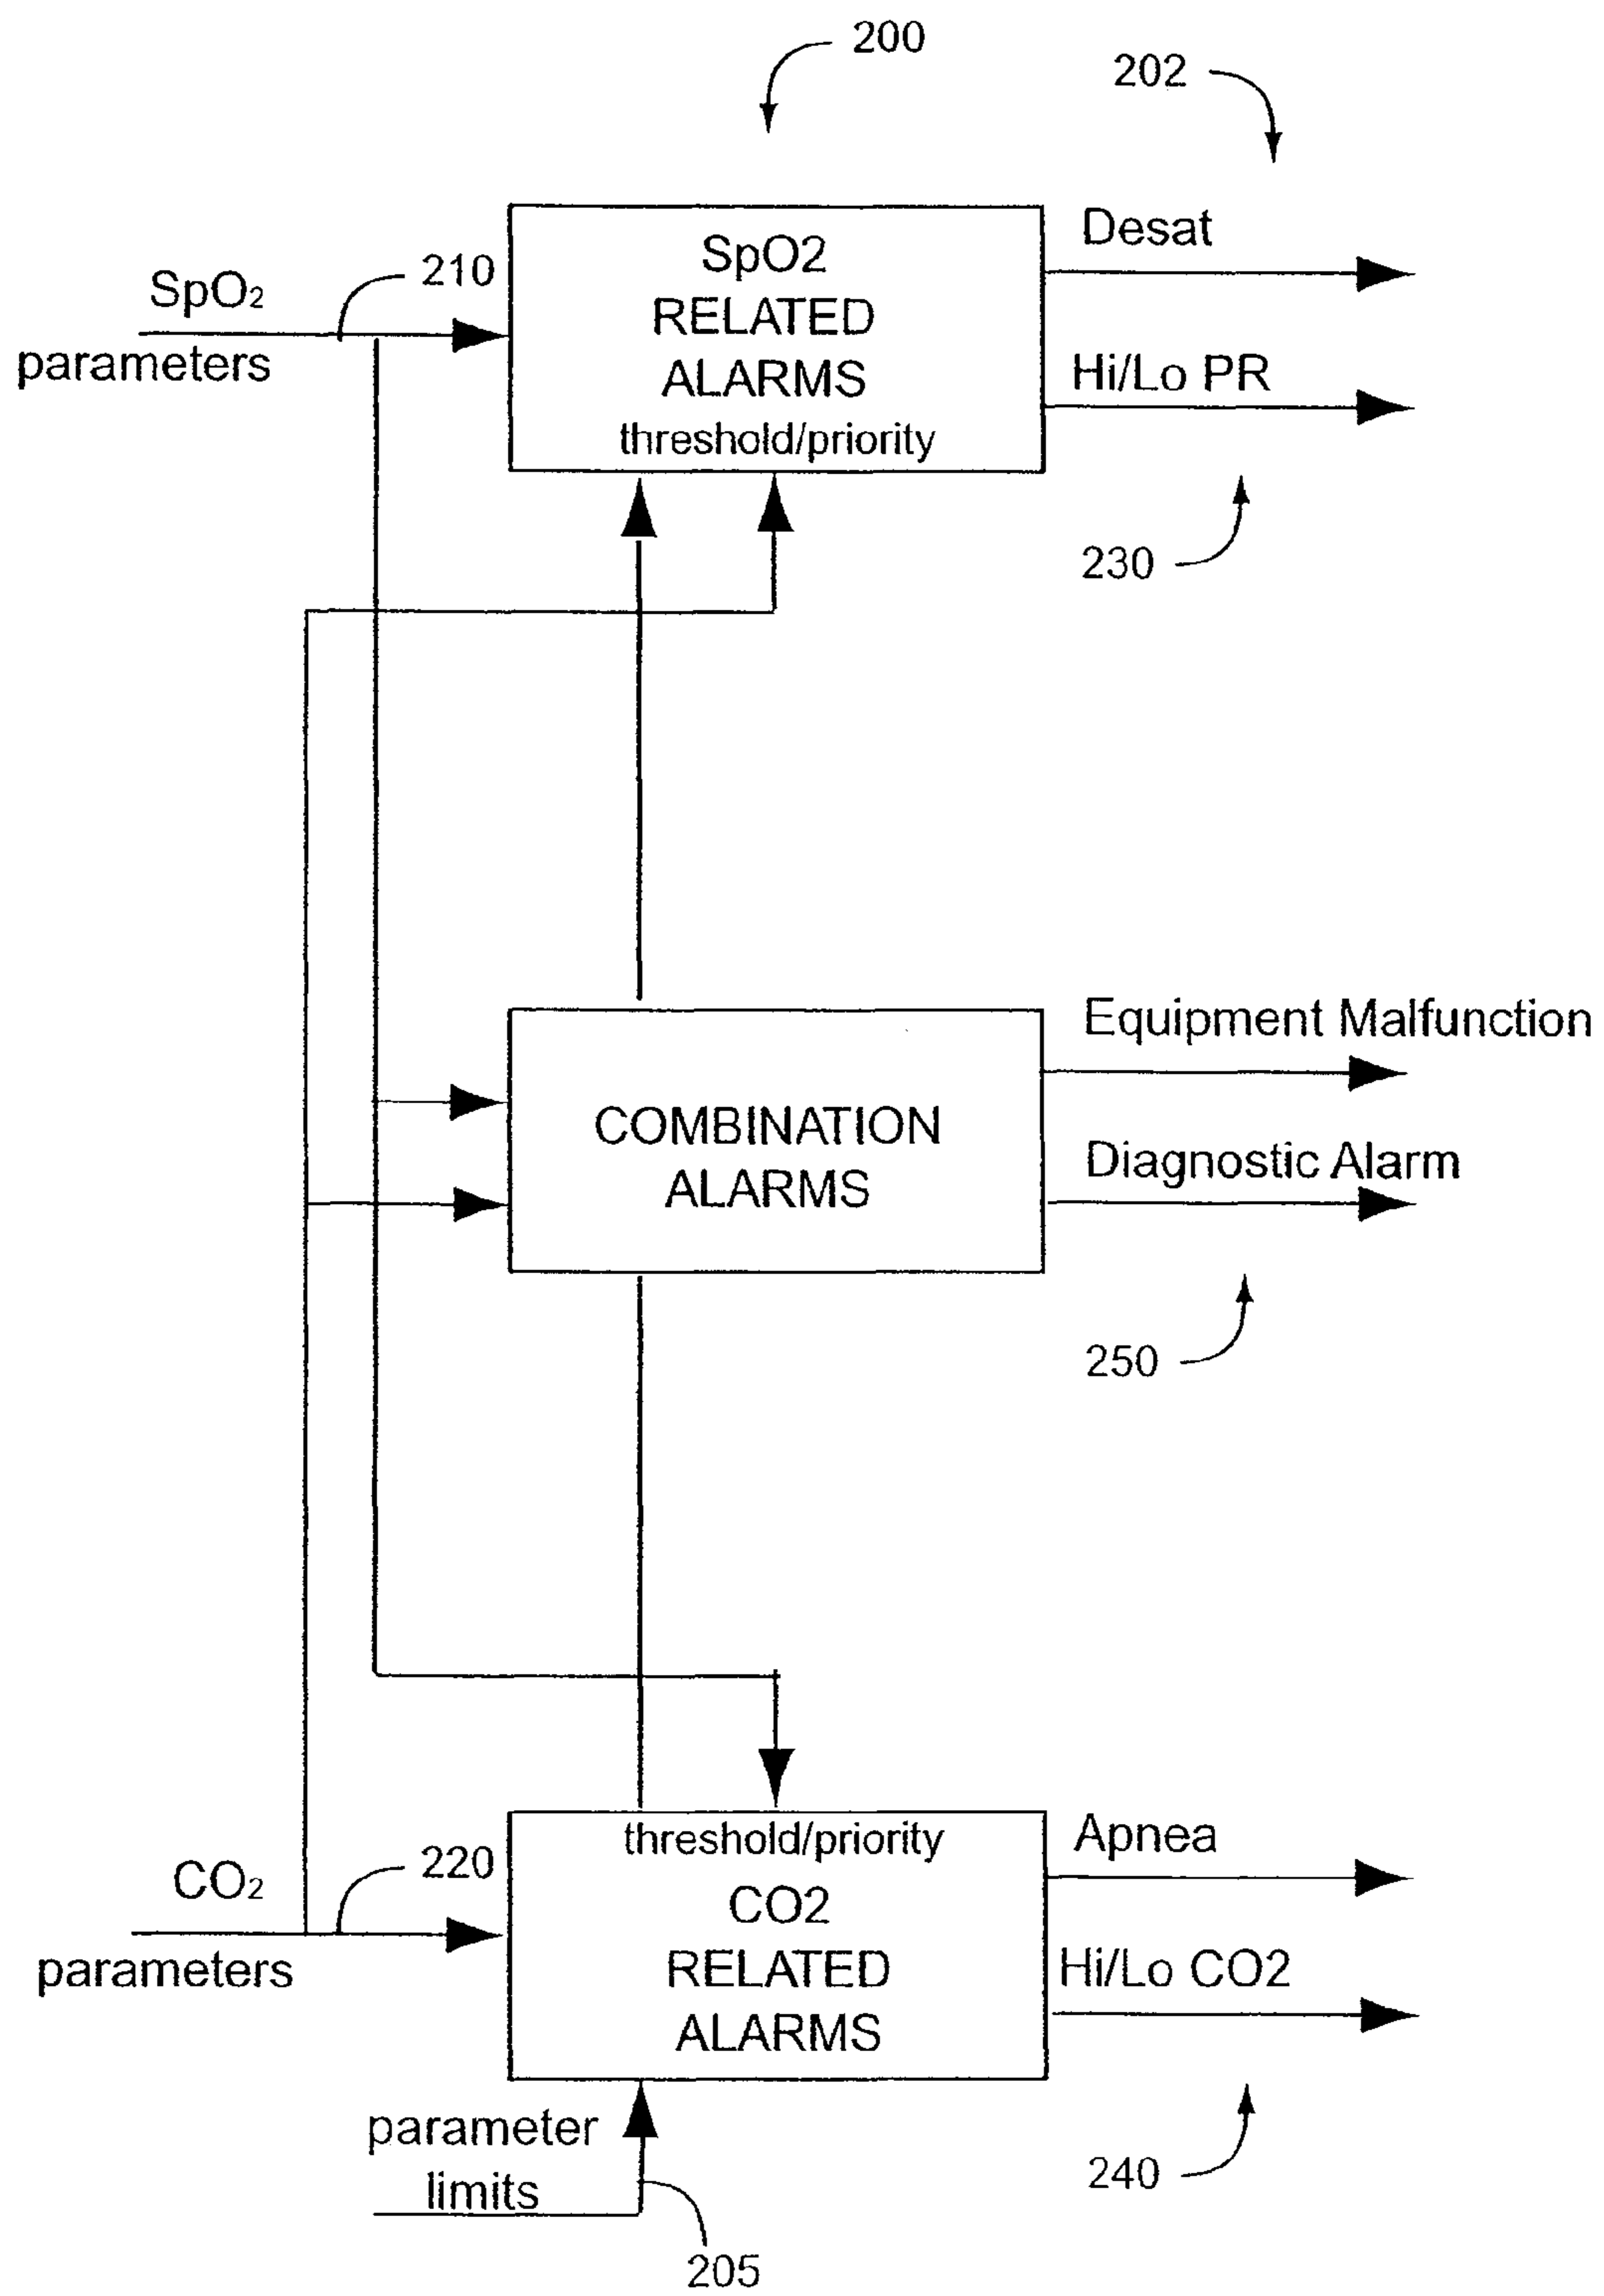 200
202
SpO2
RELATED
ALARMS
threshold/priority
Desat
Hi/Lo PR
230
SpO₂
parameters
210
COMBINATION
ALARMS
Equipment Malfunction
Diagnostic Alarm
250
threshold/priority
CO2
RELATED
ALARMS
Apnea
Hi/Lo CO2
240
CO₂
parameters
220
parameter
limits
205